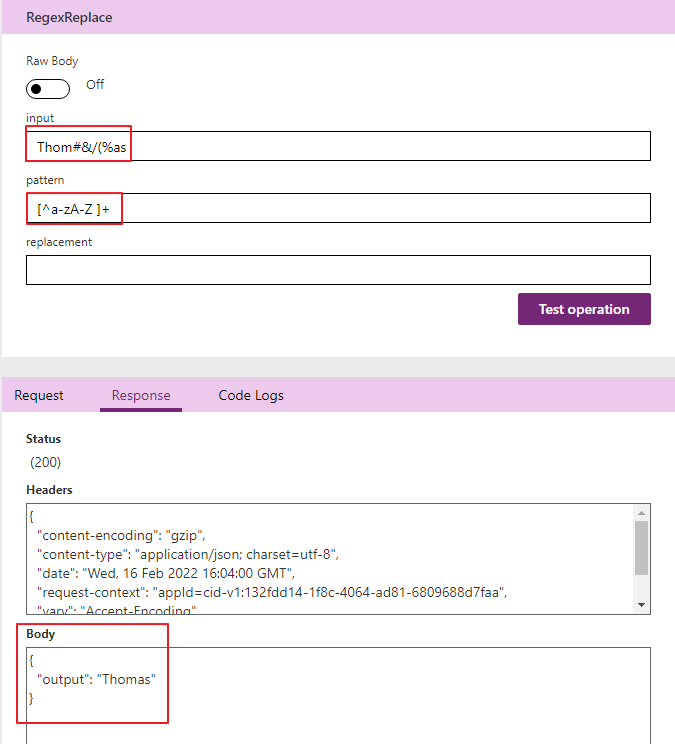 RegexReplace
Raw Body
Off
input
Thom#&/(%as
pattern
[^a-zA-Z ]+
replacement
Test operation
Request Response Code Logs
Status
(200)
Headers
{
"content-encoding": "gzip",
"content-type": "application/json; charset=utf-8",
"date": "Wed, 16 Feb 2022 16:04:00 GMT",
"request-context": "appId=cid-v1:132fdd14-1f8c-4064-ad81-6809688d7faa",
"vary": "Accept-Encoding"
Body
{
"output": "Thomas"
}